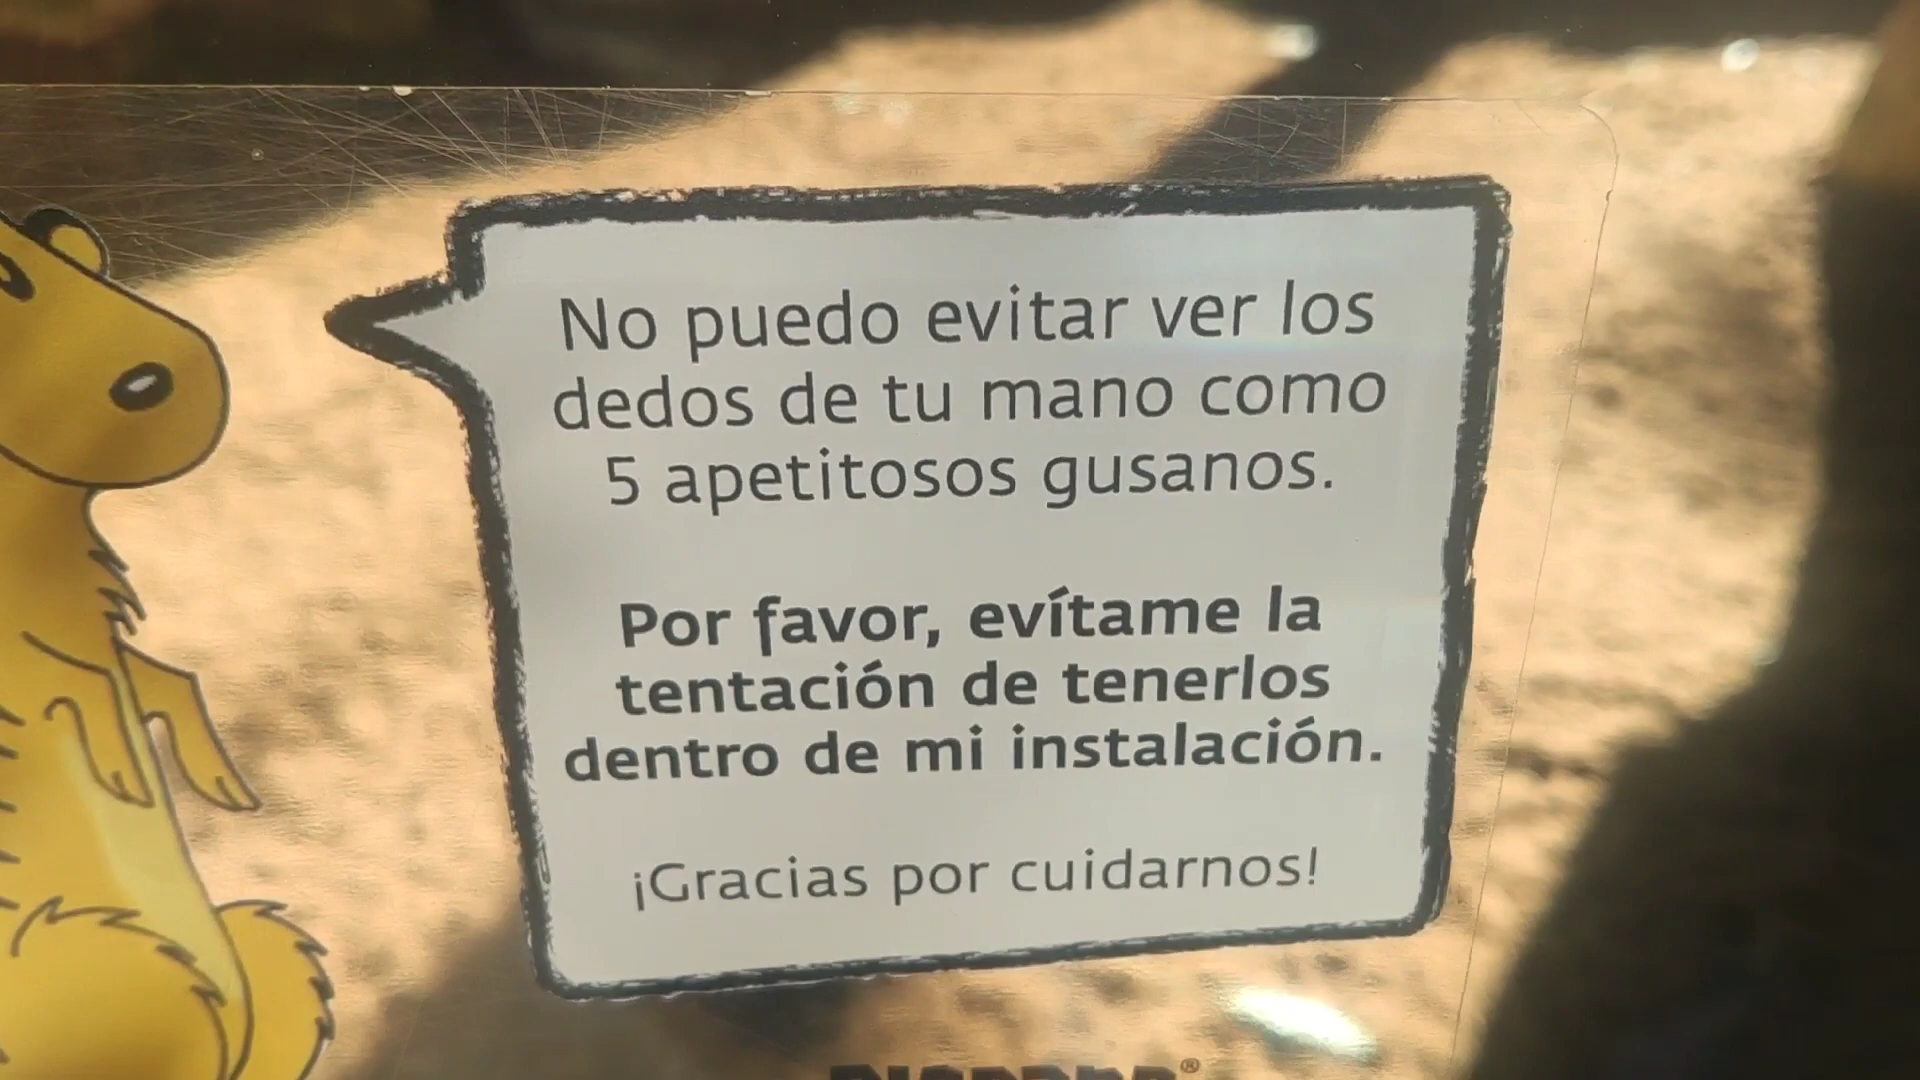 No puedo evitar ver los
dedos de tu mano como
5 apetitosos gusanos.
Por favor, evítame la
tentación de tenerlos
dentro de mi instalación.
¡Gracias por cuidarnos!